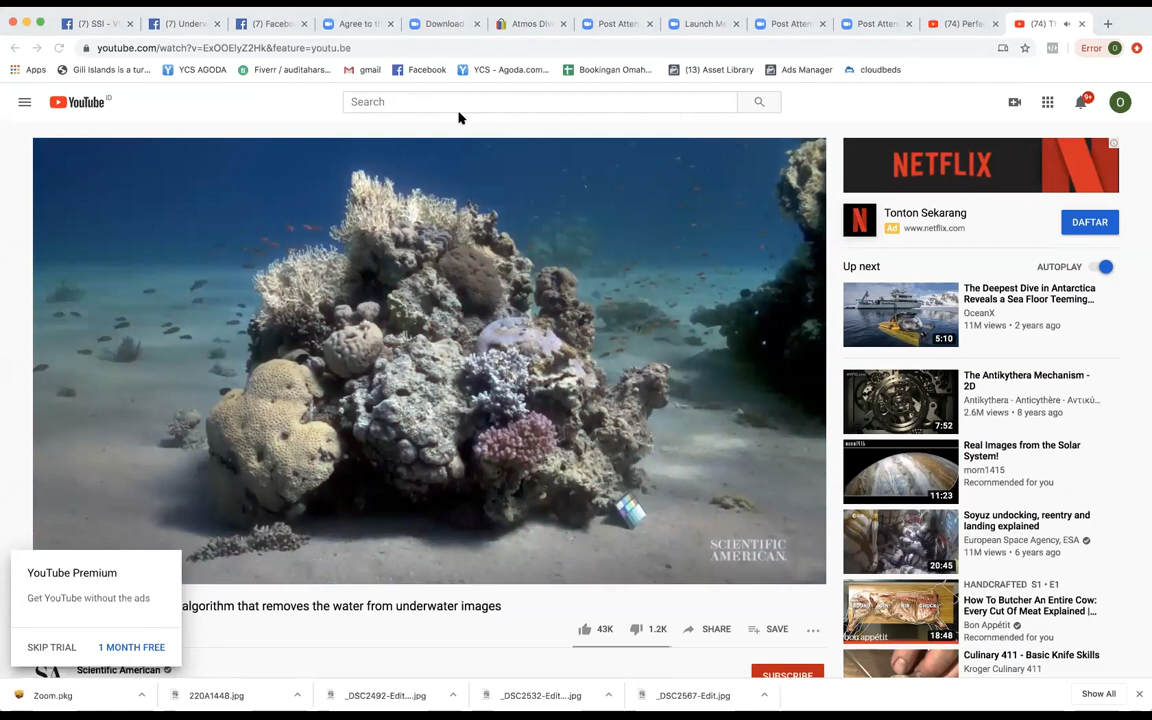 (7) SSI - V
(7) Underw
(7) Facebo
Agree to th
Download
Atmos Div
Post Atten
Launch Me
Post Atten
Post Atten
(74) Perfe
(74) T
youtube.com/watch?v=ExOOElyZ2Hk&feature=youtu.be
Error 0
Apps
Gili Islands is a tur...
YCS AGODA
Fiverr / auditahars...
gmail
Facebook
YCS - Agoda.com...
Bookingan Omah...
(13) Asset Library
Ads Manager
cloudbeds
YouTube ID
Search
9+
O
NETFLIX
Tonton Sekarang
Ad www.netflix.com
DAFTAR
Up next
AUTOPLAY
The Deepest Dive in Antarctica
Reveals a Sea Floor Teeming...
OceanX
11M views • 2 years ago
5:10
The Antikythera Mechanism -
2D
Antikythera - Anticythère - Αντικύ...
2.6M views • 8 years ago
7:52
Real Images from the Solar
System!
morn1415
Recommended for you
11:23
Soyuz undocking, reentry and
landing explained
European Space Agency, ESA
11M views • 6 years ago
20:45
HANDCRAFTED S1 • E1
How To Butcher An Entire Cow:
Every Cut Of Meat Explained |...
Bon Appétit
Recommended for you
18:48
bon appétit
Culinary 411 - Basic Knife Skills
Kroger Culinary 411
SCIENTIFIC
AMERICAN.
YouTube Premium
Get YouTube without the ads
SKIP TRIAL
1 MONTH FREE
algorithm that removes the water from underwater images
43K
1.2K
SHARE
SAVE
Scientific American
SUBSCRIBE
Zoom.pkg
220A1448.jpg
_DSC2492-Edit....jpg
_DSC2532-Edit....jpg
_DSC2567-Edit.jpg
Show All